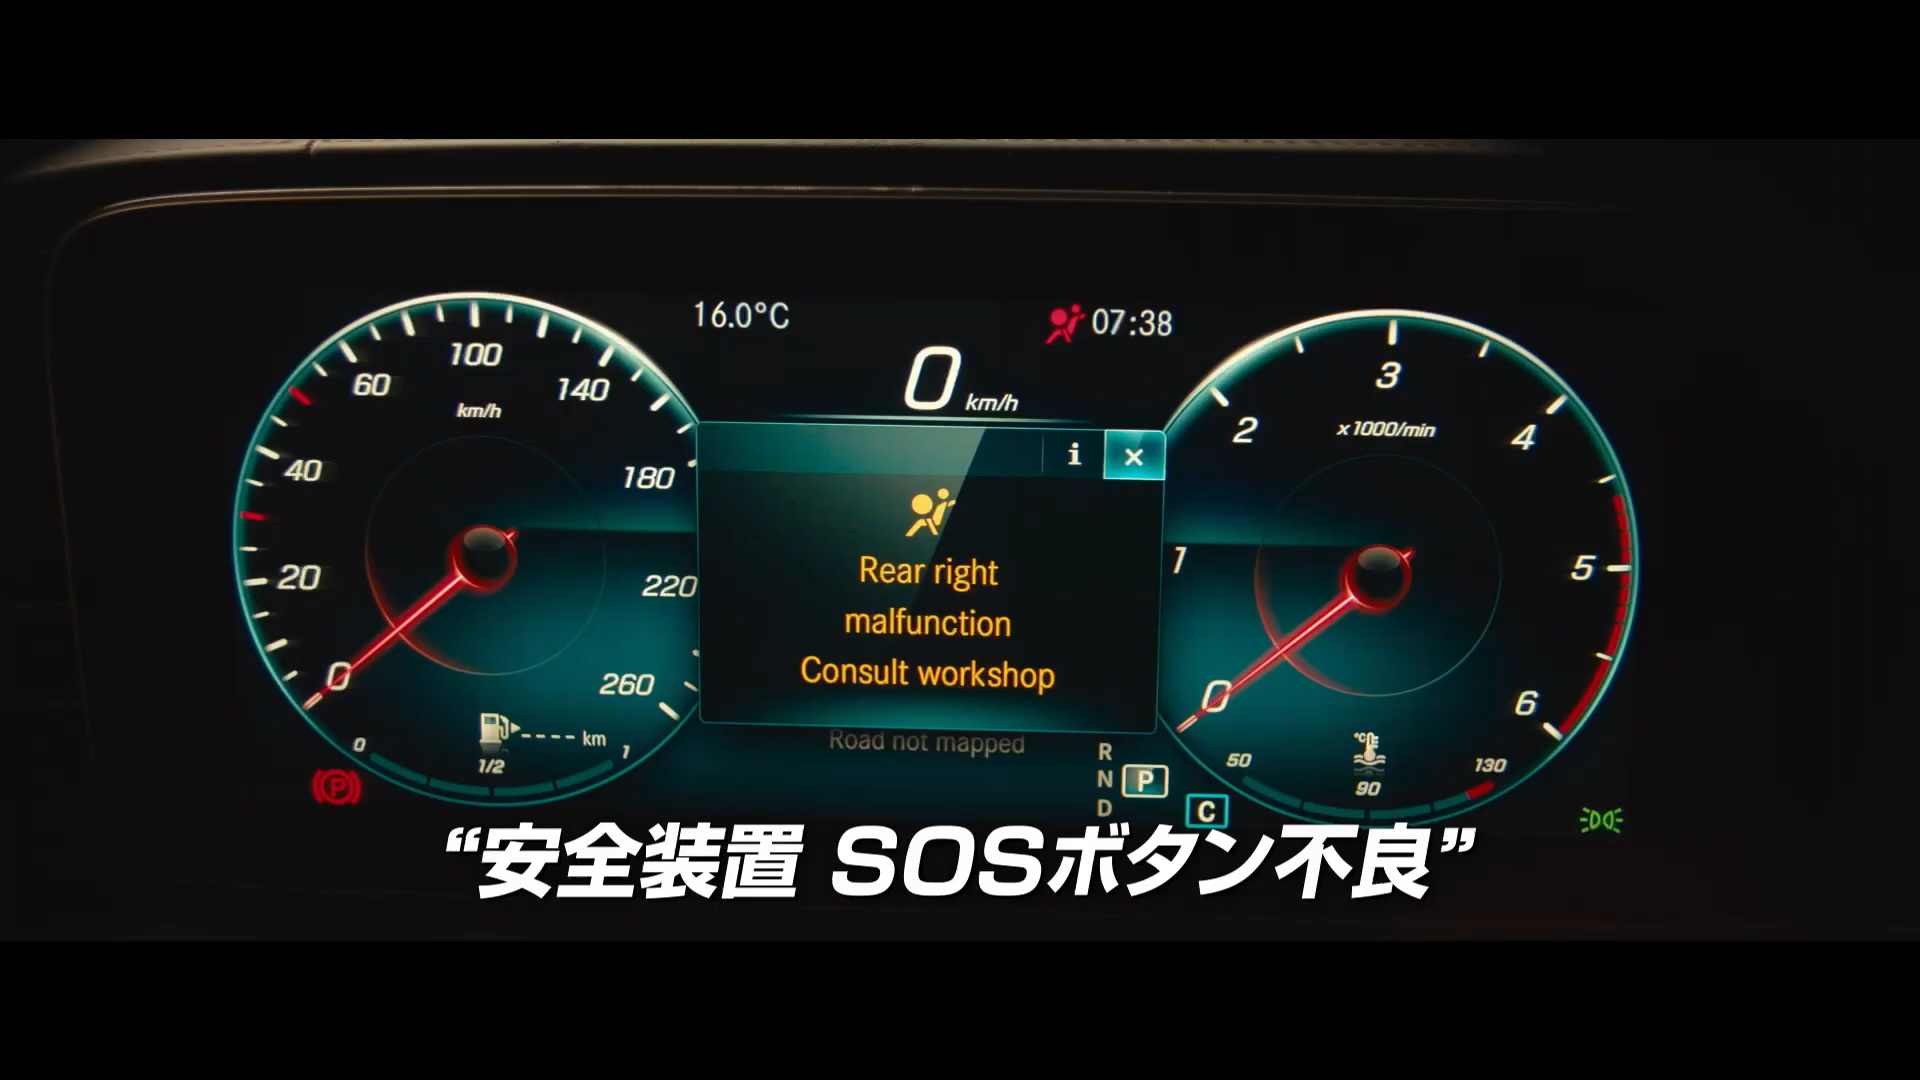 16.0°C
07:38
0 km/h
100
60
140
km/h
40
180
20
220
0
260
km
0
1/2
1
i
×
Rear right
malfunction
Consult workshop
Road not mapped
R
N
P
D
C
3
2
x1000/min
4
1
5
0
6
°C
50
130
90
P
“安全装置 SOSボタン不良”